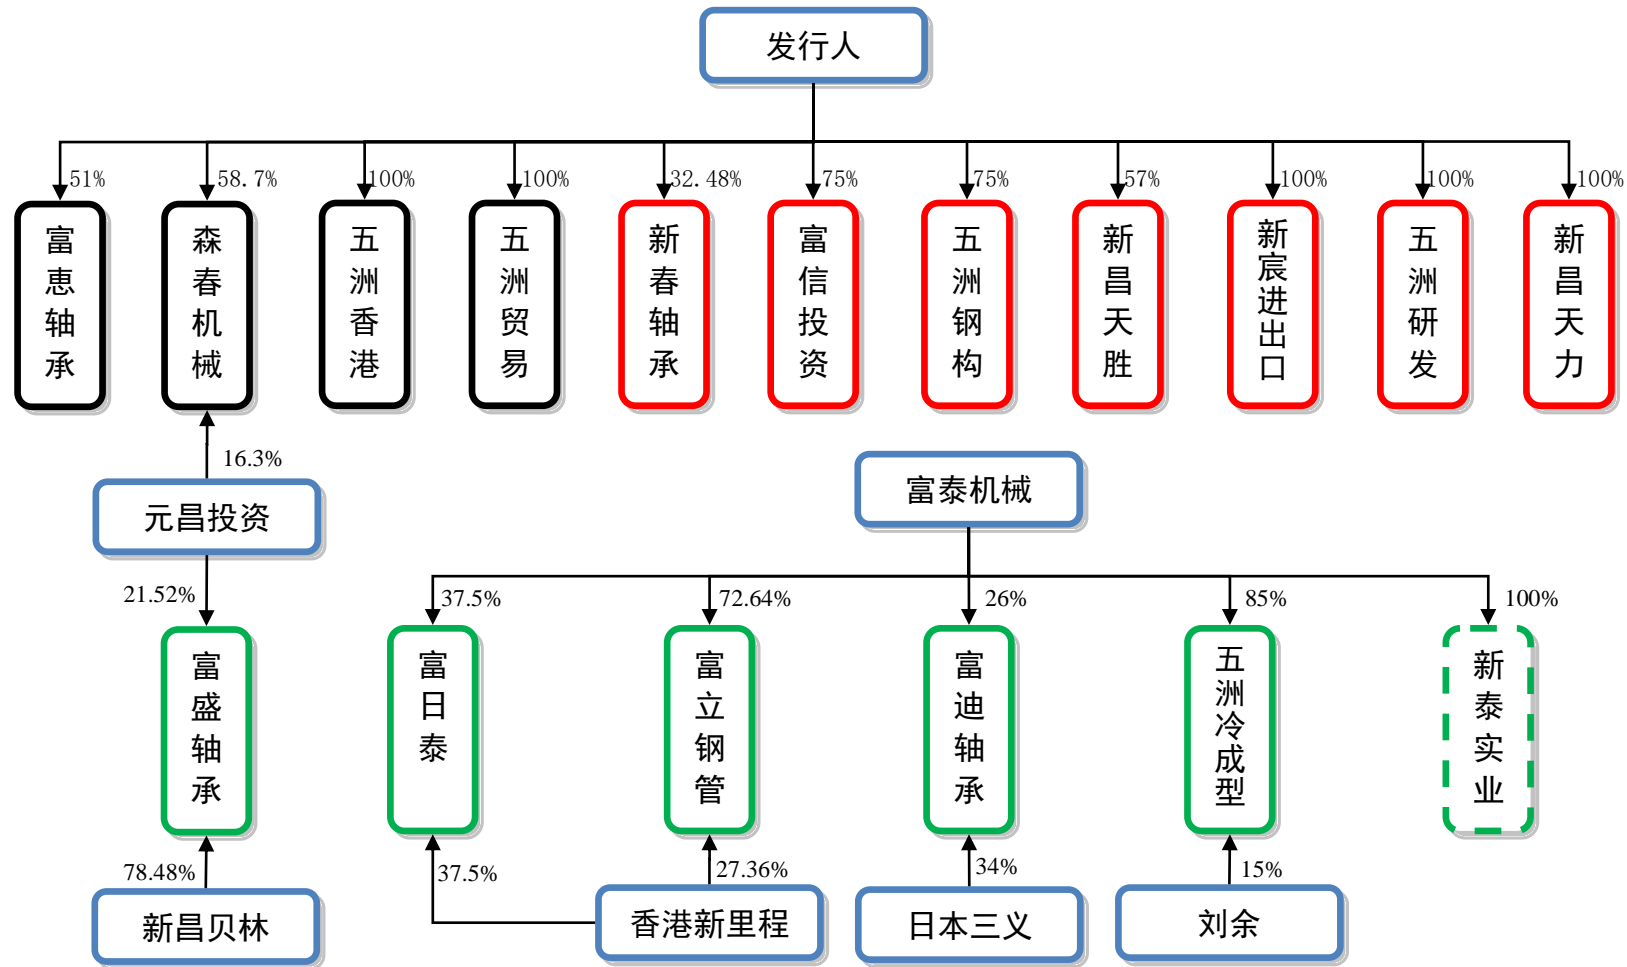 发行人
51%
58.7%
100%
100%
32.48%
75%
75%
57%
100%
100%
100%
富惠轴承
森春机械
五洲香港
五洲贸易
新春轴承
富信投资
五洲钢构
新昌天胜
新宸进出口
五洲研发
新昌天力
16.3%
元昌投资
富泰机械
21.52%
37.5%
72.64%
26%
85%
100%
富盛轴承
富日泰
富立钢管
富迪轴承
五洲冷成型
新泰实业
78.48%
37.5%
27.36%
34%
15%
新昌贝林
香港新里程
日本三义
刘余